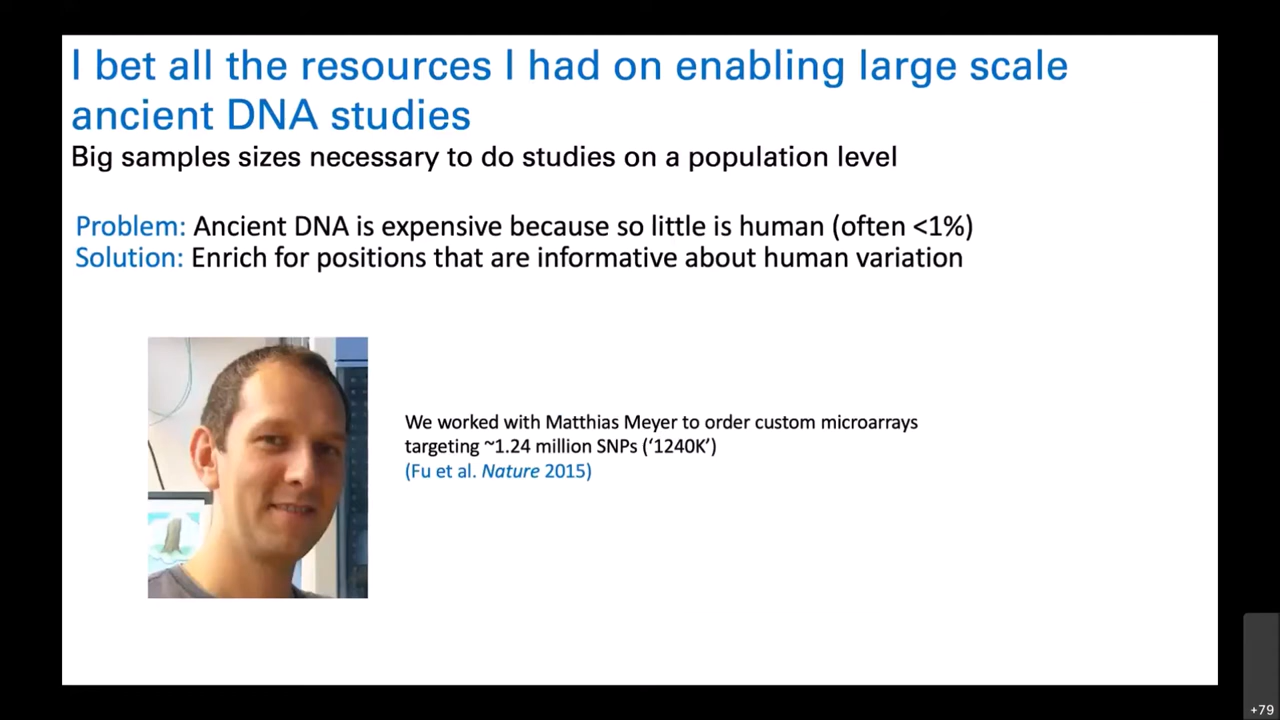 I bet all the resources I had on enabling large scale
ancient DNA studies
Big samples sizes necessary to do studies on a population level
Problem: Ancient DNA is expensive because so little is human (often <1%)
Solution: Enrich for positions that are informative about human variation
We worked with Matthias Meyer to order custom microarrays
targeting ~1.24 million SNPs (‘1240K’)
(Fu et al. Nature 2015)
+79